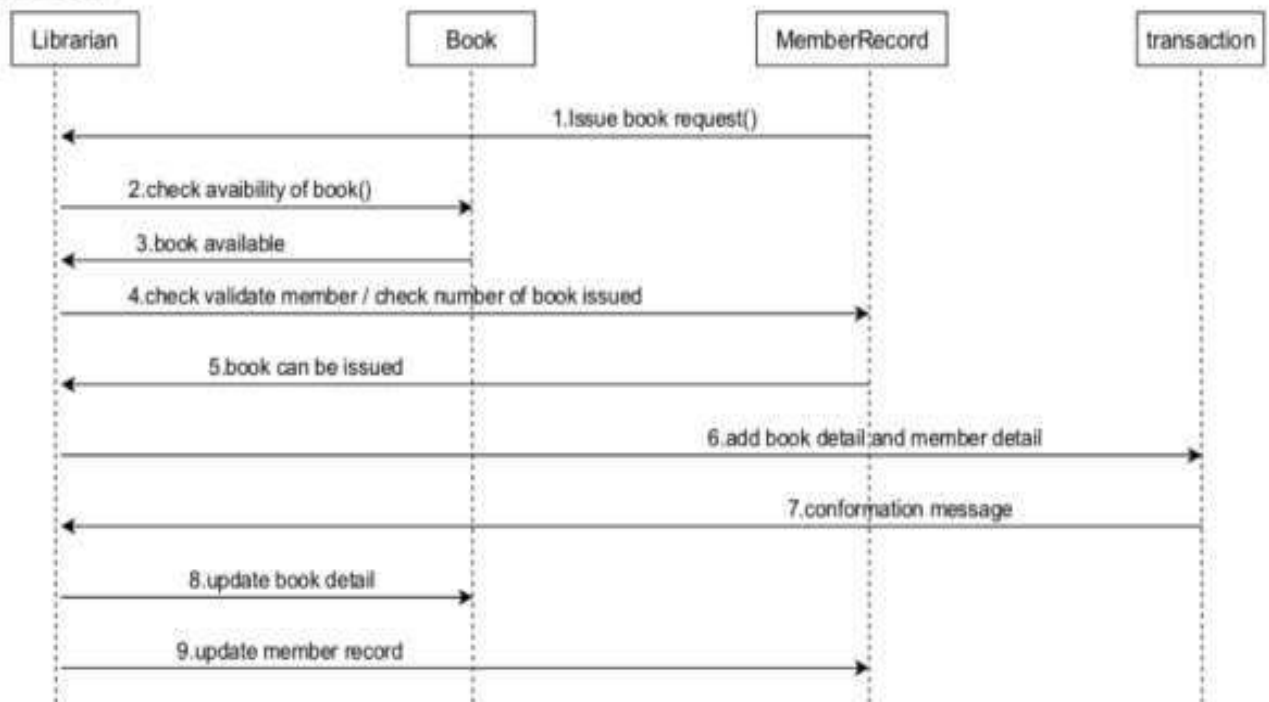 Librarian
Book
MemberRecord
transaction
1.Issue book request()
2.check avaibility of book()
3.book available
4.check validate member / check number of book issued
5.book can be issued
6.add book detail and member detail
7.conformation message
8.update book detail
9.update member record